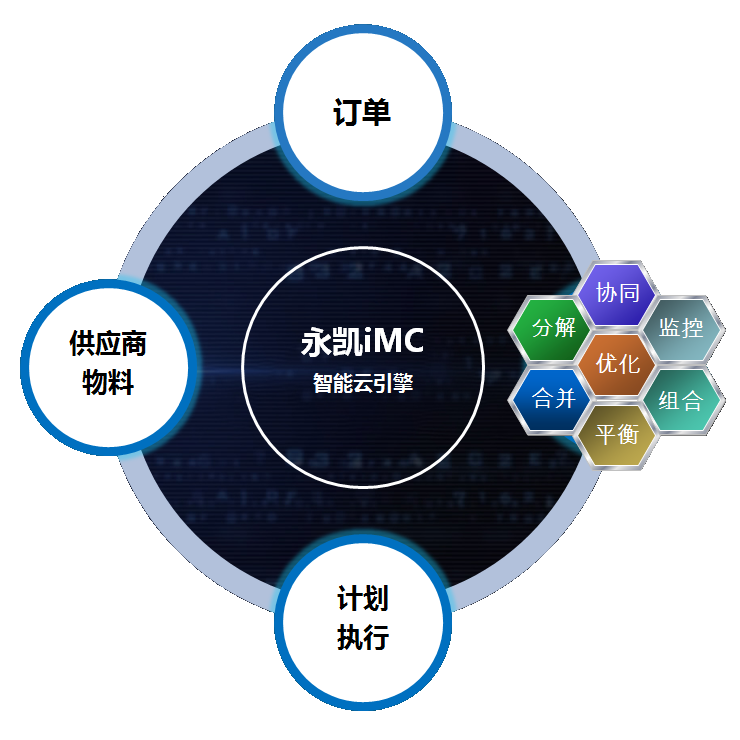 订单
供应商
物料
永凯iMC
智能云引擎
协同
分解
监控
优化
合并
组合
平衡
计划
执行